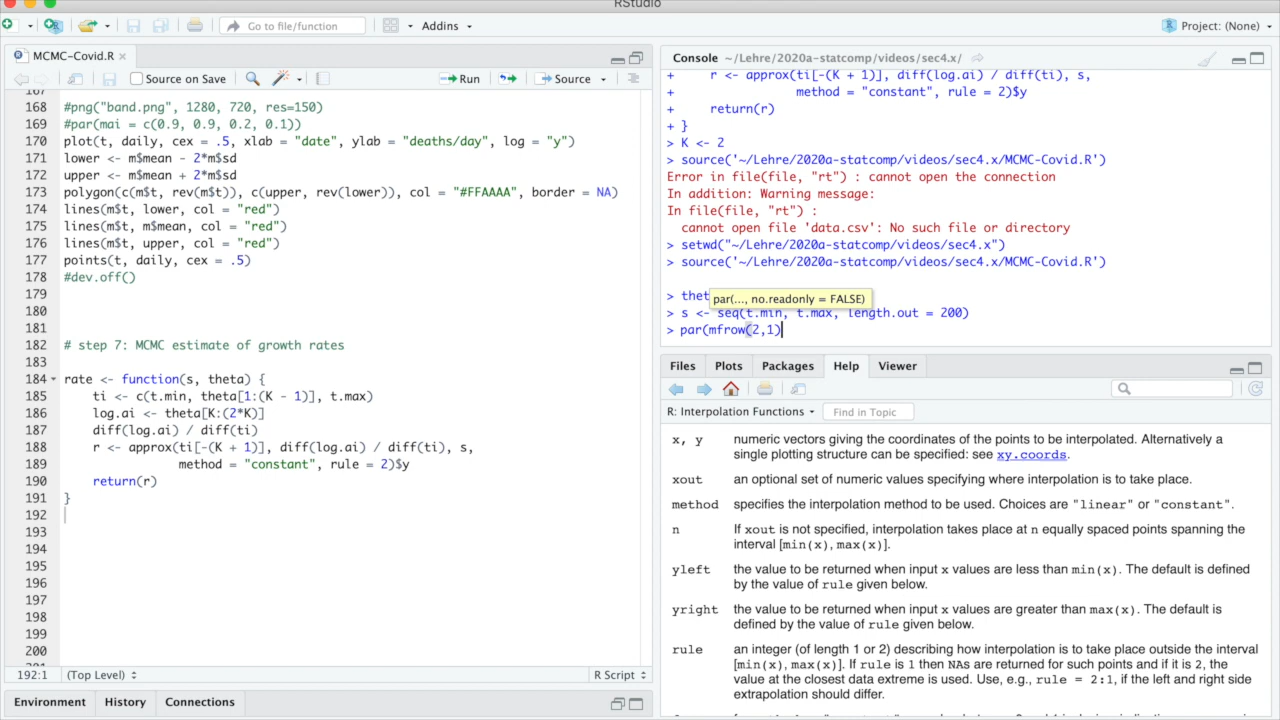 RStudio
Go to file/function
Addins
Project: (None)
MCMC-Covid.R
Source on Save
Run
Source
167
168 #png("band.png", 1280, 720, res=150)
169 #par(mai = c(0.9, 0.9, 0.2, 0.1))
170 plot(t, daily, cex = .5, xlab = "date", ylab = "deaths/day", log = "y")
171 lower <- m$mean - 2*m$sd
172 upper <- m$mean + 2*m$sd
173 polygon(c(m$t, rev(m$t)), c(upper, rev(lower)), col = "#FFAAAA", border = NA)
174 lines(m$t, lower, col = "red")
175 lines(m$t, m$mean, col = "red")
176 lines(m$t, upper, col = "red")
177 points(t, daily, cex = .5)
178 #dev.off()
179
180
181
182 # step 7: MCMC estimate of growth rates
183
184 rate <- function(s, theta) {
185 ti <- c(t.min, theta[1:(K - 1)], t.max)
186 log.ai <- theta[K:(2*K)]
187 diff(log.ai) / diff(ti)
188 r <- approx(ti[-(K + 1)], diff(log.ai) / diff(ti), s,
189 method = "constant", rule = 2)$y
190 return(r)
191 }
192
193
194
195
196
197
198
199
200
192:1 (Top Level) R Script
Environment History Connections
Console ~/Lehre/2020a-statcomp/videos/sec4.x/
+ r <- approx(ti[-(K + 1)], diff(log.ai) / diff(ti), s,
+ method = "constant", rule = 2)$y
+ return(r)
+ }
> K <- 2
> source('~/Lehre/2020a-statcomp/videos/sec4.x/MCMC-Covid.R')
Error in file(file, "rt") : cannot open the connection
In addition: Warning message:
In file(file, "rt") :
cannot open file 'data.csv': No such file or directory
> setwd("~/Lehre/2020a-statcomp/videos/sec4.x")
> source('~/Lehre/2020a-statcomp/videos/sec4.x/MCMC-Covid.R')
> thet
par(..., no.readonly = FALSE)
> s <- seq(t.min, t.max, length.out = 200)
> par(mfrow(2,1)
Files Plots Packages Help Viewer
R: Interpolation Functions Find in Topic
x, y numeric vectors giving the coordinates of the points to be interpolated. Alternatively a
single plotting structure can be specified: see xy.coords.
xout an optional set of numeric values specifying where interpolation is to take place.
method specifies the interpolation method to be used. Choices are "linear" or "constant".
n If xout is not specified, interpolation takes place at n equally spaced points spanning the
interval [min(x), max(x)].
yleft the value to be returned when input x values are less than min(x). The default is defined
by the value of rule given below.
yright the value to be returned when input x values are greater than max(x). The default is
defined by the value of rule given below.
rule an integer (of length 1 or 2) describing how interpolation is to take place outside the interval
[min(x), max(x)]. If rule is 1 then NAs are returned for such points and if it is 2, the
value at the closest data extreme is used. Use, e.g., rule = 2:1, if the left and right side
extrapolation should differ.